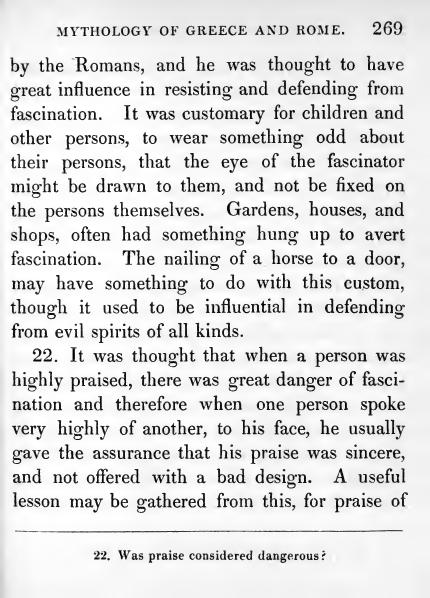 MYTHOLOGY OF GREECE AND ROME. 269
by the Romans, and he was thought to have
great influence in resisting and defending from
fascination. It was customary for children and
other persons, to wear something odd about
their persons, that the eye of the fascinator
might be drawn to them, and not be fixed on
the persons themselves. Gardens, houses, and
shops, often had something hung up to avert
fascination. The nailing of a horse to a door,
may have something to do with this custom,
though it used to be influential in defending
from evil spirits of all kinds.
22. It was thought that when a person was
highly praised, there was great danger of fasci-
nation and therefore when one person spoke
very highly of another, to his face, he usually
gave the assurance that his praise was sincere,
and not offered with a bad design. A useful
lesson may be gathered from this, for praise of
22. Was praise considered dangerous?